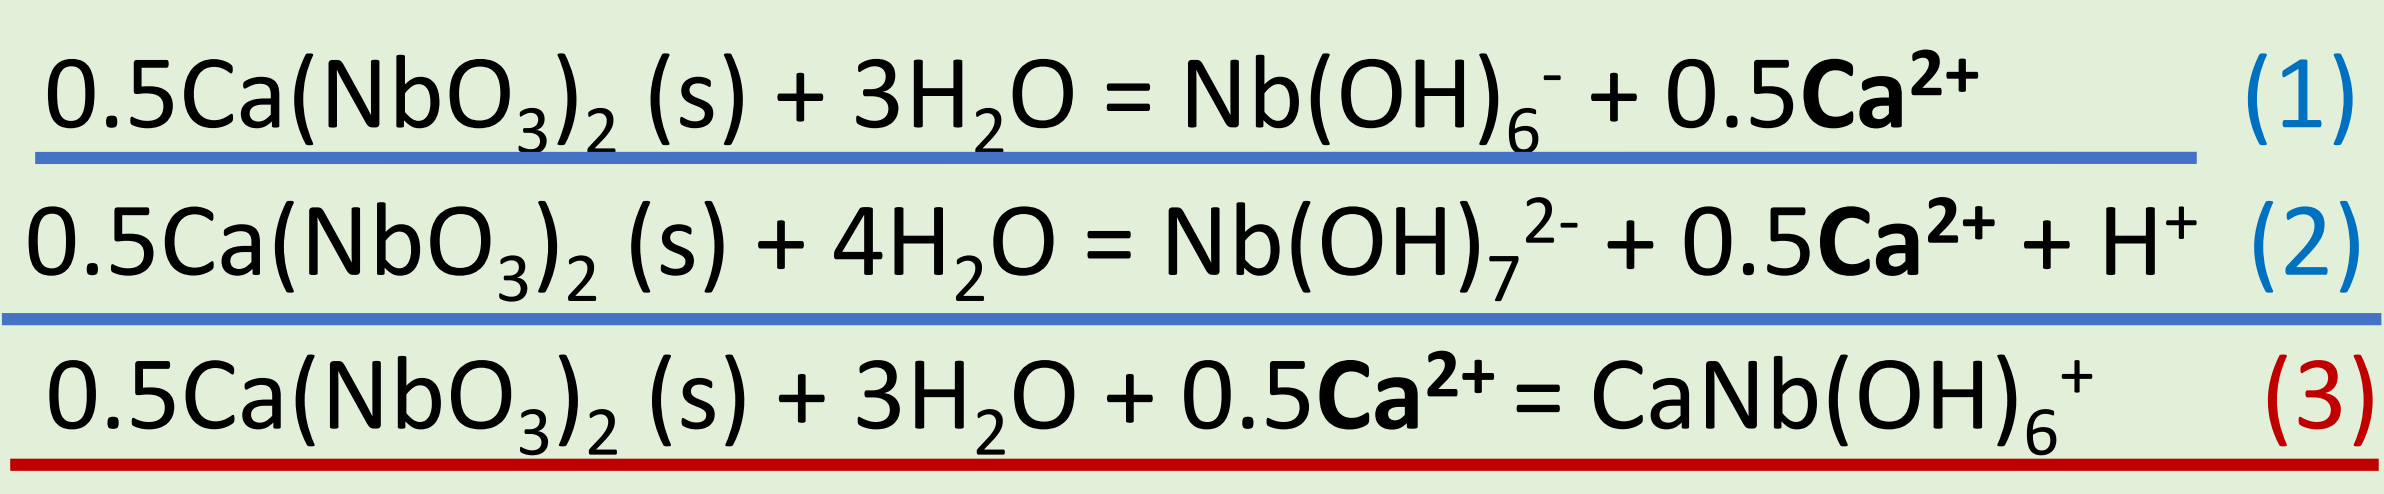 0.5Ca(NbO₃)₂ (s) + 3H₂O = Nb(OH)₆⁻ + 0.5Ca²⁺ (1)
0.5Ca(NbO₃)₂ (s) + 4H₂O = Nb(OH)₇²⁻ + 0.5Ca²⁺ + H⁺ (2)
0.5Ca(NbO₃)₂ (s) + 3H₂O + 0.5Ca²⁺ = CaNb(OH)₆⁺ (3)